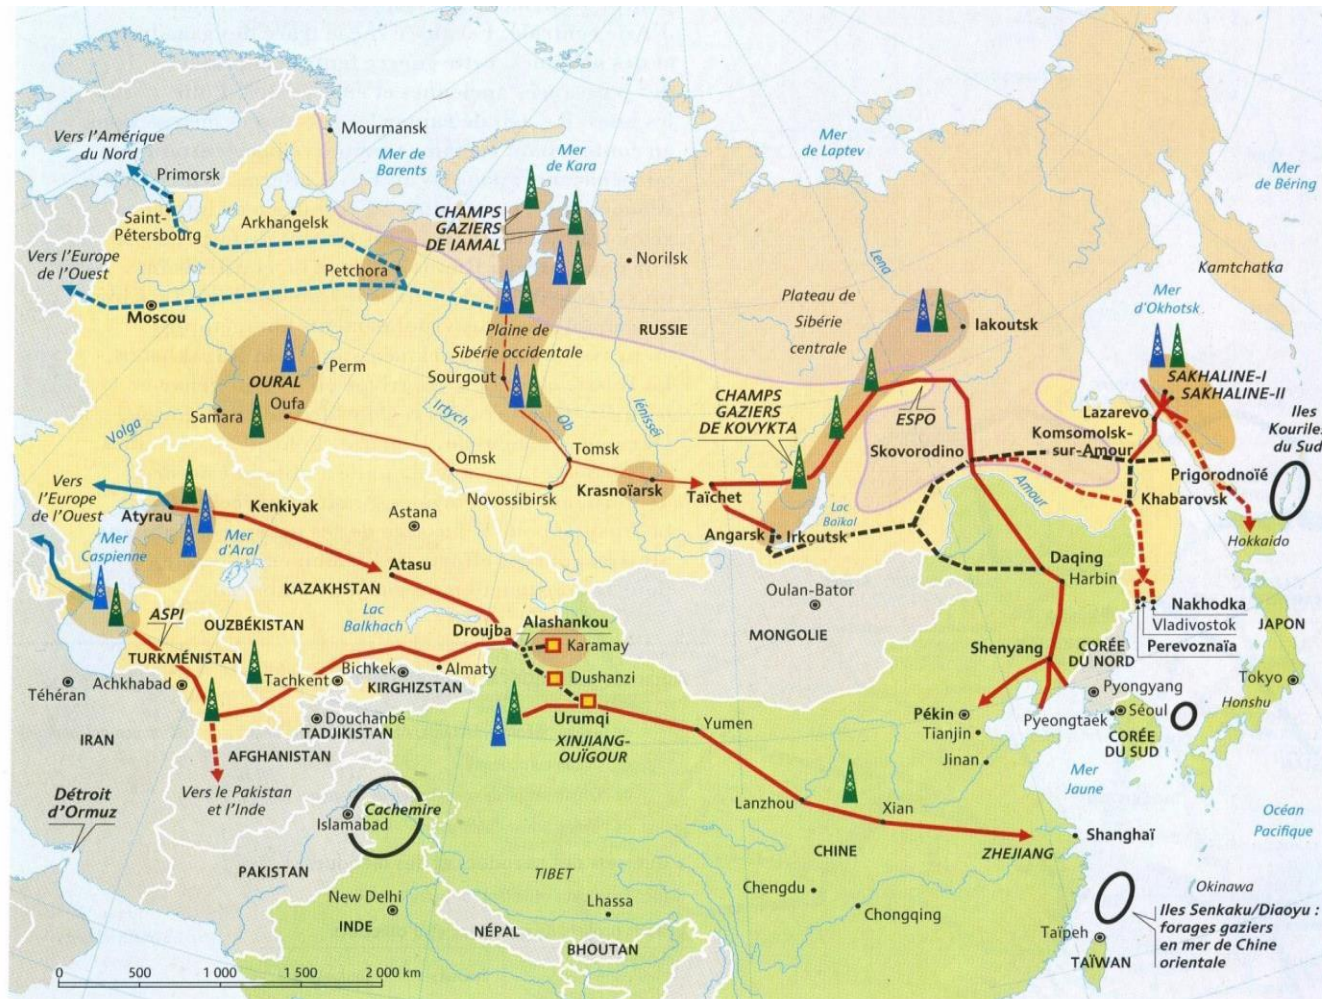 Mourmansk
Vers l'Amérique
du Nord
Mer de
Barents
Mer
de Kara
Mer
de Laptev
Mer
de Béring
Primorsk
Saint-
Pétersbourg
Arkhangelsk
CHAMPS
GAZIERS
DE IAMAL
Norilsk
Lena
Kamtchatka
Vers l'Europe
de l'Ouest
Petchora
Moscou
Plaine de
Sibérie occidentale
RUSSIE
Plateau de
Sibérie
centrale
Iakoutsk
Mer
d'Okhotsk
Perm
OURAL
Oufa
Samara
Volga
Sourgout
Irtych
Ob
Iénisseï
CHAMPS
GAZIERS
DE KOVYKTA
ESPO
SAKHALINE-I
SAKHALINE-II
Lazarevo
Komsomolsk-
sur-Amour
Iles
Kouriles
du Sud
Omsk
Tomsk
Novossibirsk
Krasnoïarsk
Taïchet
Skovorodino
Prigorodnoïé
Khabarovsk
Amour
Vers
l'Europe
de l'Ouest
Atyrau
Kenkiyak
Astana
Angarsk
Irkoutsk
Lac
Baïkal
Hokkaido
Mer
Caspienne
Mer
d'Aral
Atasu
KAZAKHSTAN
Daqing
Harbin
Oulan-Bator
MONGOLIE
Nakhodka
Vladivostok
Perevoznaïa
JAPON
ASPI
OUZBÉKISTAN
Lac
Balkhach
Droujba
Alashankou
Karamay
Dushanzi
Urumqi
XINJIANG-
OUÏGOUR
TURKMÉNISTAN
Bichkek
Almaty
Achkhabad
Tachkent
KIRGHIZSTAN
Téhéran
Douchanbé
TADJIKISTAN
IRAN
AFGHANISTAN
Yumen
Shenyang
CORÉE
DU NORD
Pyongyang
Pékin
Tianjin
Pyeongtaek
Séoul
CORÉE
DU SUD
Tokyo
Honshu
Jinan
Mer
Jaune
Détroit
d'Ormuz
Vers le Pakistan
et l'Inde
Cachemire
Islamabad
Lanzhou
Xian
Océan
Pacifique
PAKISTAN
CHINE
ZHEJIANG
Shanghaï
New Delhi
INDE
TIBET
Lhassa
NÉPAL
BHOUTAN
Chengdu
Chongqing
Okinawa
Iles Senkaku/Diaoyu :
forages gaziers
en mer de Chine
orientale
Taïpeh
TAÏWAN
0 500 1 000 1 500 2 000 km